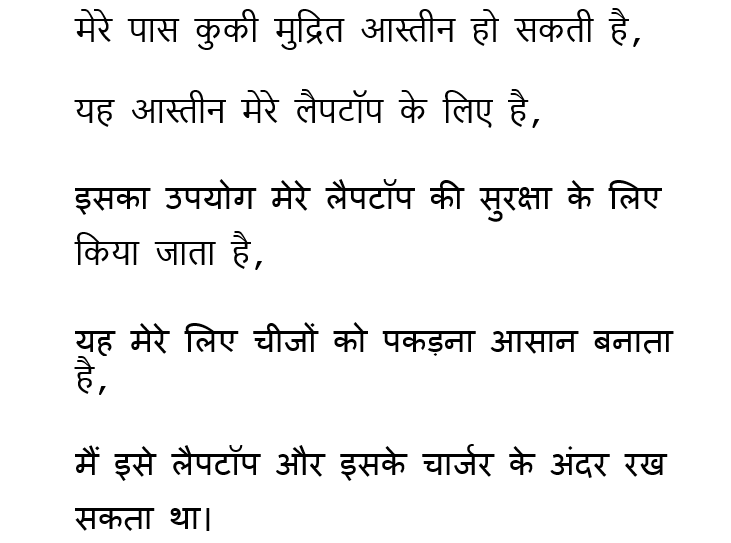 मेरे पास कुकी मुद्रित आस्तीन हो सकती है,
यह आस्तीन मेरे लैपटॉप के लिए है,
इसका उपयोग मेरे लैपटॉप की सुरक्षा के लिए
किया जाता है,
यह मेरे लिए चीजों को पकड़ना आसान बनाता
है,
मैं इसे लैपटॉप और इसके चार्जर के अंदर रख
सकता था।